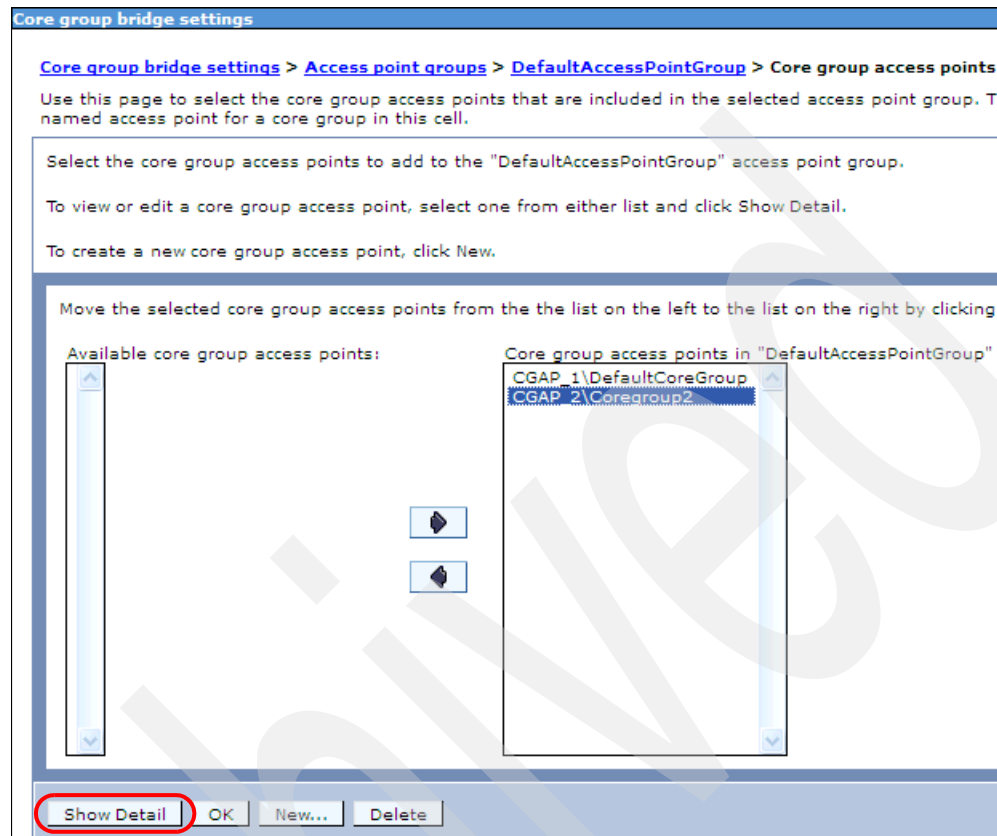 Core group bridge settings
Core group bridge settings > Access point groups > DefaultAccessPointGroup > Core group access points
Use this page to select the core group access points that are included in the selected access point group. T
named access point for a core group in this cell.
Select the core group access points to add to the "DefaultAccessPointGroup" access point group.
To view or edit a core group access point, select one from either list and click Show Detail.
To create a new core group access point, click New.
Move the selected core group access points from the the list on the left to the list on the right by clicking
Available core group access points:
Core group access points in "DefaultAccessPointGroup"
CGAP_1\DefaultCoreGroup
CGAP_2\Coregroup2
Show Detail OK New... Delete
hived